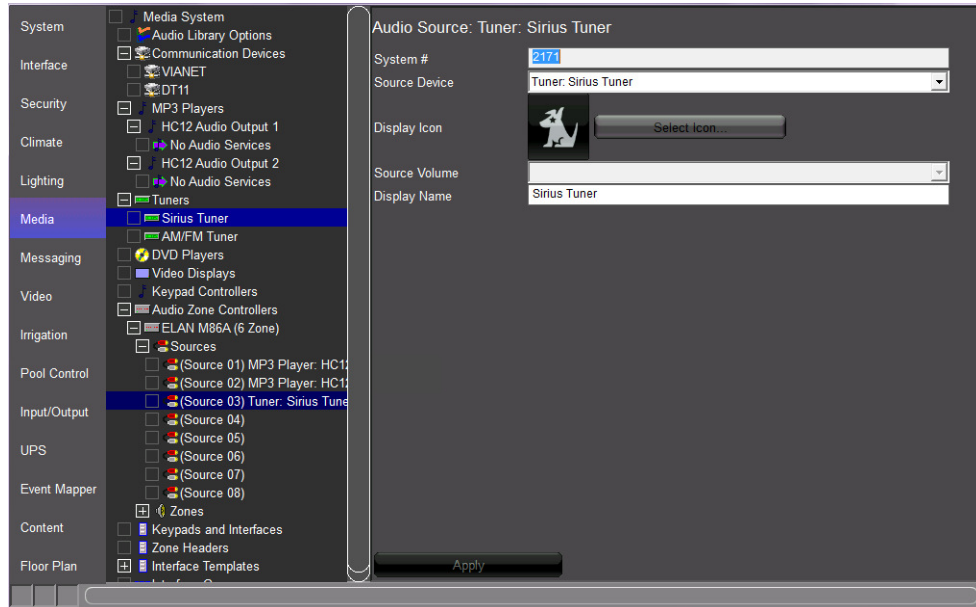 System
Interface
Security
Climate
Lighting
Media
Messaging
Video
Irrigation
Pool Control
Input/Output
UPS
Event Mapper
Content
Floor Plan
Media System
Audio Library Options
Communication Devices
VIANET
DT11
MP3 Players
HC12 Audio Output 1
No Audio Services
HC12 Audio Output 2
No Audio Services
Tuners
Sirius Tuner
AM/FM Tuner
DVD Players
Video Displays
Keypad Controllers
Audio Zone Controllers
ELAN M86A (6 Zone)
Sources
(Source 01) MP3 Player: HC12
(Source 02) MP3 Player: HC12
(Source 03) Tuner: Sirius Tune
(Source 04)
(Source 05)
(Source 06)
(Source 07)
(Source 08)
Zones
Keypads and Interfaces
Zone Headers
Interface Templates
Audio Source: Tuner: Sirius Tuner
System # 2171
Source Device Tuner: Sirius Tuner
Display Icon Select Icon...
Source Volume
Display Name Sirius Tuner
Apply